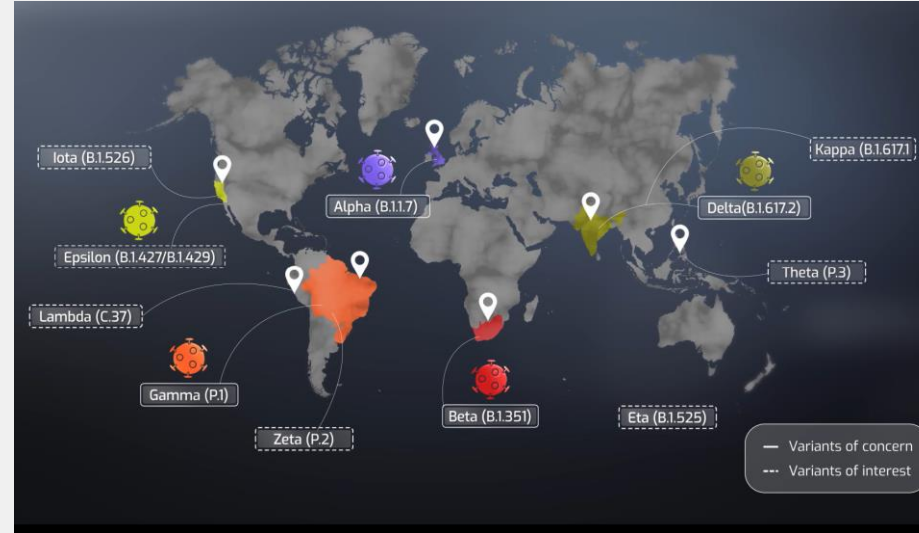 Kappa (B.1.617.1
Iota (B.1.526)
Alpha (B.1.1.7)
Delta(B.1.617.2)
Epsilon (B.1.427/B.1.429)
Theta (P.3)
Lambda (C.37)
Gamma (P.1)
Beta (B.1.351)
Eta (B.1.525)
Zeta (P.2)
Variants of concern
Variants of interest